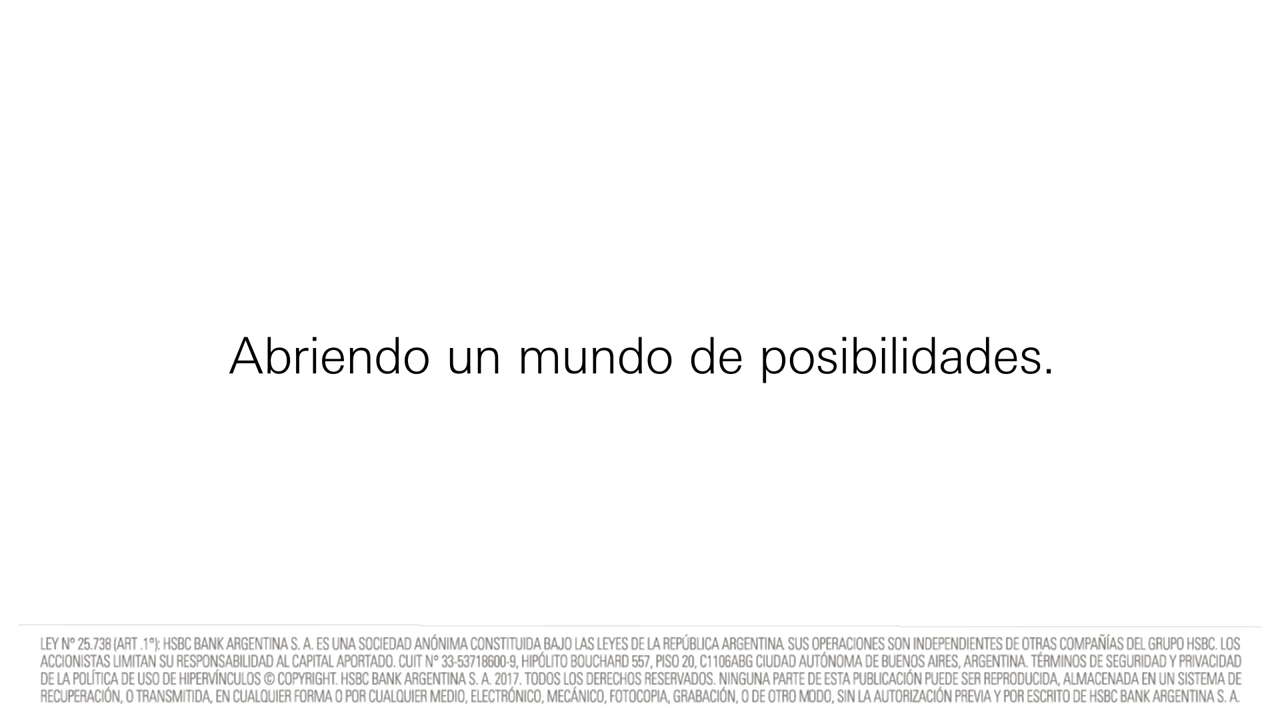 Abriendo un mundo de posibilidades.
LEY Nº 25.738 (ART .1º): HSBC BANK ARGENTINA S. A. ES UNA SOCIEDAD ANÓNIMA CONSTITUIDA BAJO LAS LEYES DE LA REPÚBLICA ARGENTINA. SUS OPERACIONES SON INDEPENDIENTES DE OTRAS COMPAÑÍAS DEL GRUPO HSBC. LOS
ACCIONISTAS LIMITAN SU RESPONSABILIDAD AL CAPITAL APORTADO. CUIT N° 33-53718600-9, HIPÓLITO BOUCHARD 557, PISO 20, C1106ABG CIUDAD AUTÓNOMA DE BUENOS AIRES, ARGENTINA. TÉRMINOS DE SEGURIDAD Y PRIVACIDAD
DE LA POLÍTICA DE USO DE HIPERVÍNCULOS © COPYRIGHT. HSBC BANK ARGENTINA S. A. 2017. TODOS LOS DERECHOS RESERVADOS. NINGUNA PARTE DE ESTA PUBLICACIÓN PUEDE SER REPRODUCIDA, ALMACENADA EN UN SISTEMA DE
RECUPERACIÓN, O TRANSMITIDA, EN CUALQUIER FORMA O POR CUALQUIER MEDIO, ELECTRÓNICO, MECÁNICO, FOTOCOPIA, GRABACIÓN, O DE OTRO MODO, SIN LA AUTORIZACIÓN PREVIA Y POR ESCRITO DE HSBC BANK ARGENTINA S. A.